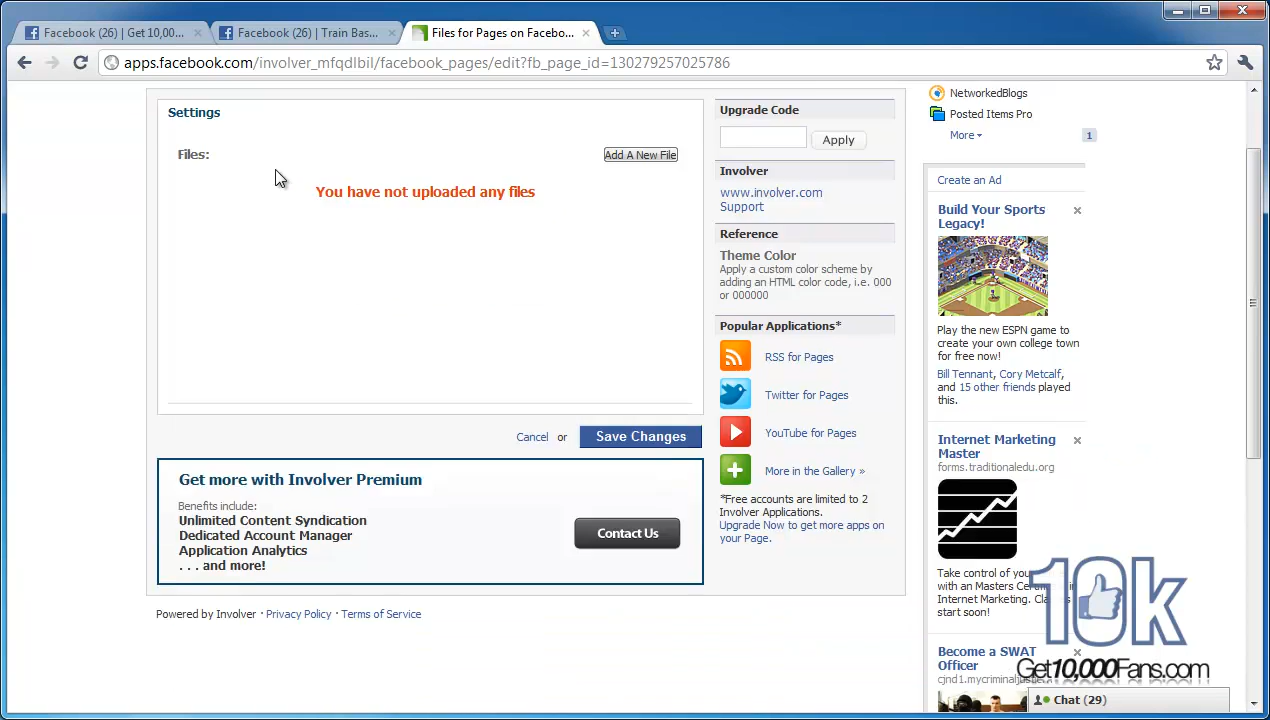 Facebook (26) | Get 10,00...
Facebook (26) | Train Bas...
Files for Pages on Facebo...
apps.facebook.com/involver_mfqdlbil/facebook_pages/edit?fb_page_id=130279257025786
Settings
Files:
Add A New File
You have not uploaded any files
Cancel or Save Changes
Get more with Involver Premium
Benefits include:
Unlimited Content Syndication
Dedicated Account Manager
Application Analytics
. . . and more!
Contact Us
Powered by Involver · Privacy Policy · Terms of Service
Upgrade Code
Apply
Involver
www.involver.com
Support
Reference
Theme Color
Apply a custom color scheme by
adding an HTML color code, i.e. 000
or 000000
Popular Applications*
RSS for Pages
Twitter for Pages
YouTube for Pages
More in the Gallery »
*Free accounts are limited to 2
Involver Applications.
Upgrade Now to get more apps on
your Page.
NetworkedBlogs
Posted Items Pro
More
1
Create an Ad
Build Your Sports
Legacy!
Play the new ESPN game to
create your own college town
for free now!
Bill Tennant, Cory Metcalf,
and 15 other friends played
this.
Internet Marketing
Master
forms.traditionaledu.org
Take control of you
with an Masters Cer in
Internet Marketing. Cl
start soon!
Become a SWAT
Officer
cjnd1.mycriminaljustice
10k
Get10,000Fans.com
Chat (29)